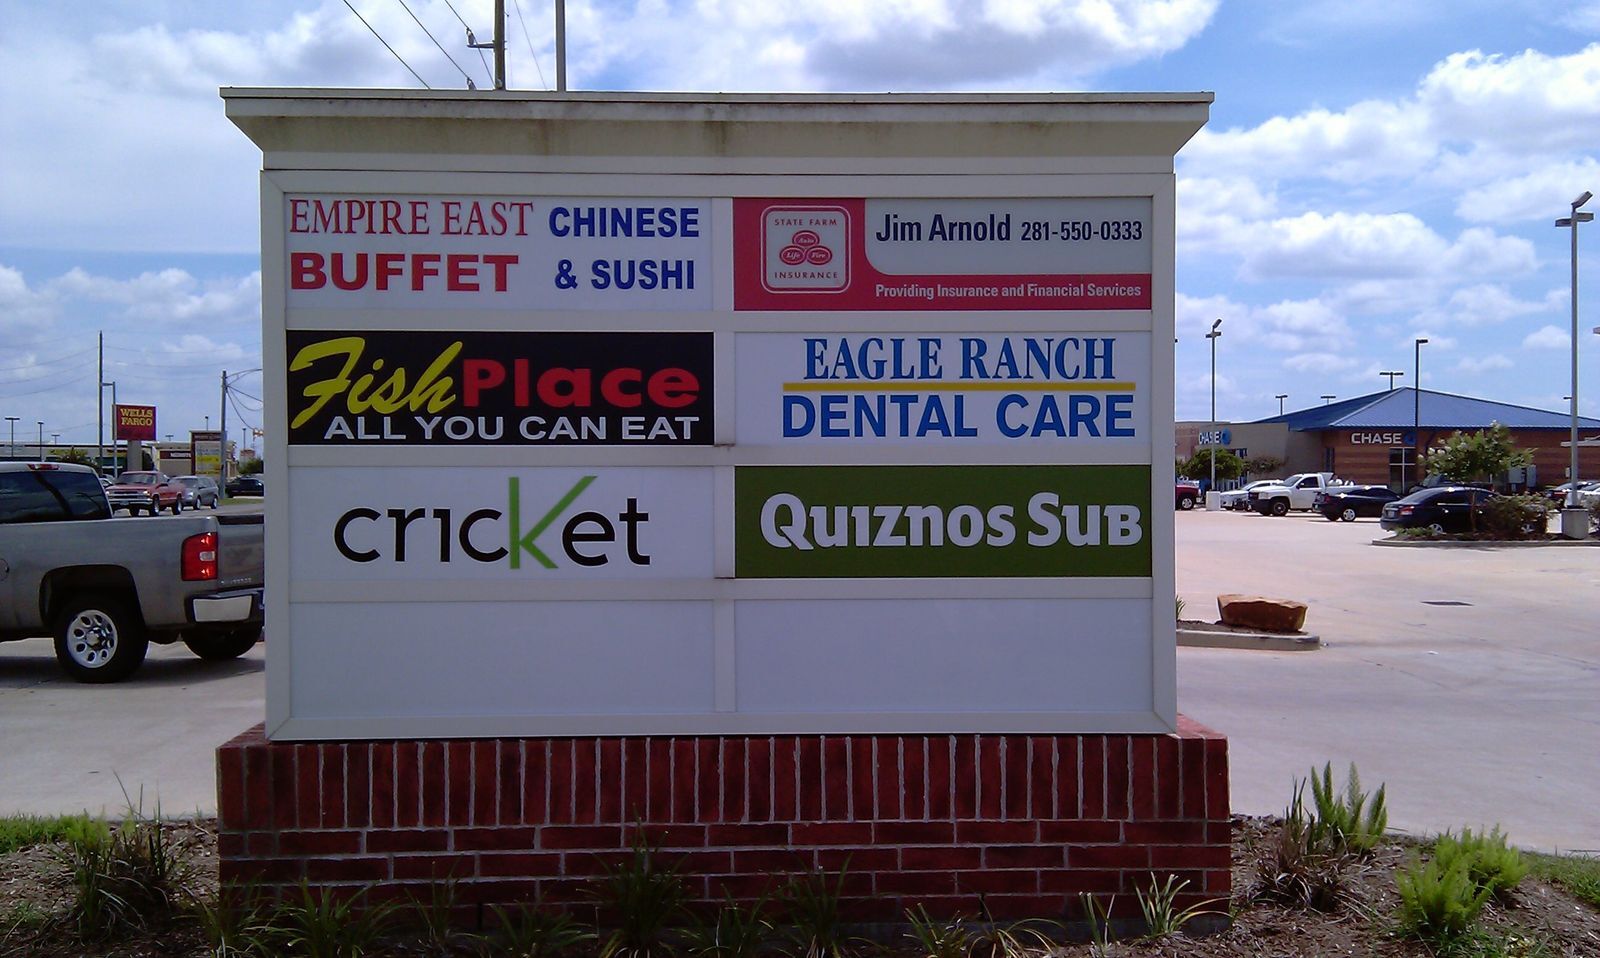 EMPIRE EAST CHINESE
BUFFET & SUSHI
STATE FARM
Auto
Life Fire
INSURANCE
Jim Arnold 281-550-0333
Providing Insurance and Financial Services
Fish Place
ALL YOU CAN EAT
EAGLE RANCH
DENTAL CARE
cricket
QUIZNOS SUB
WELLS
FARGO
CHASE
CHASE